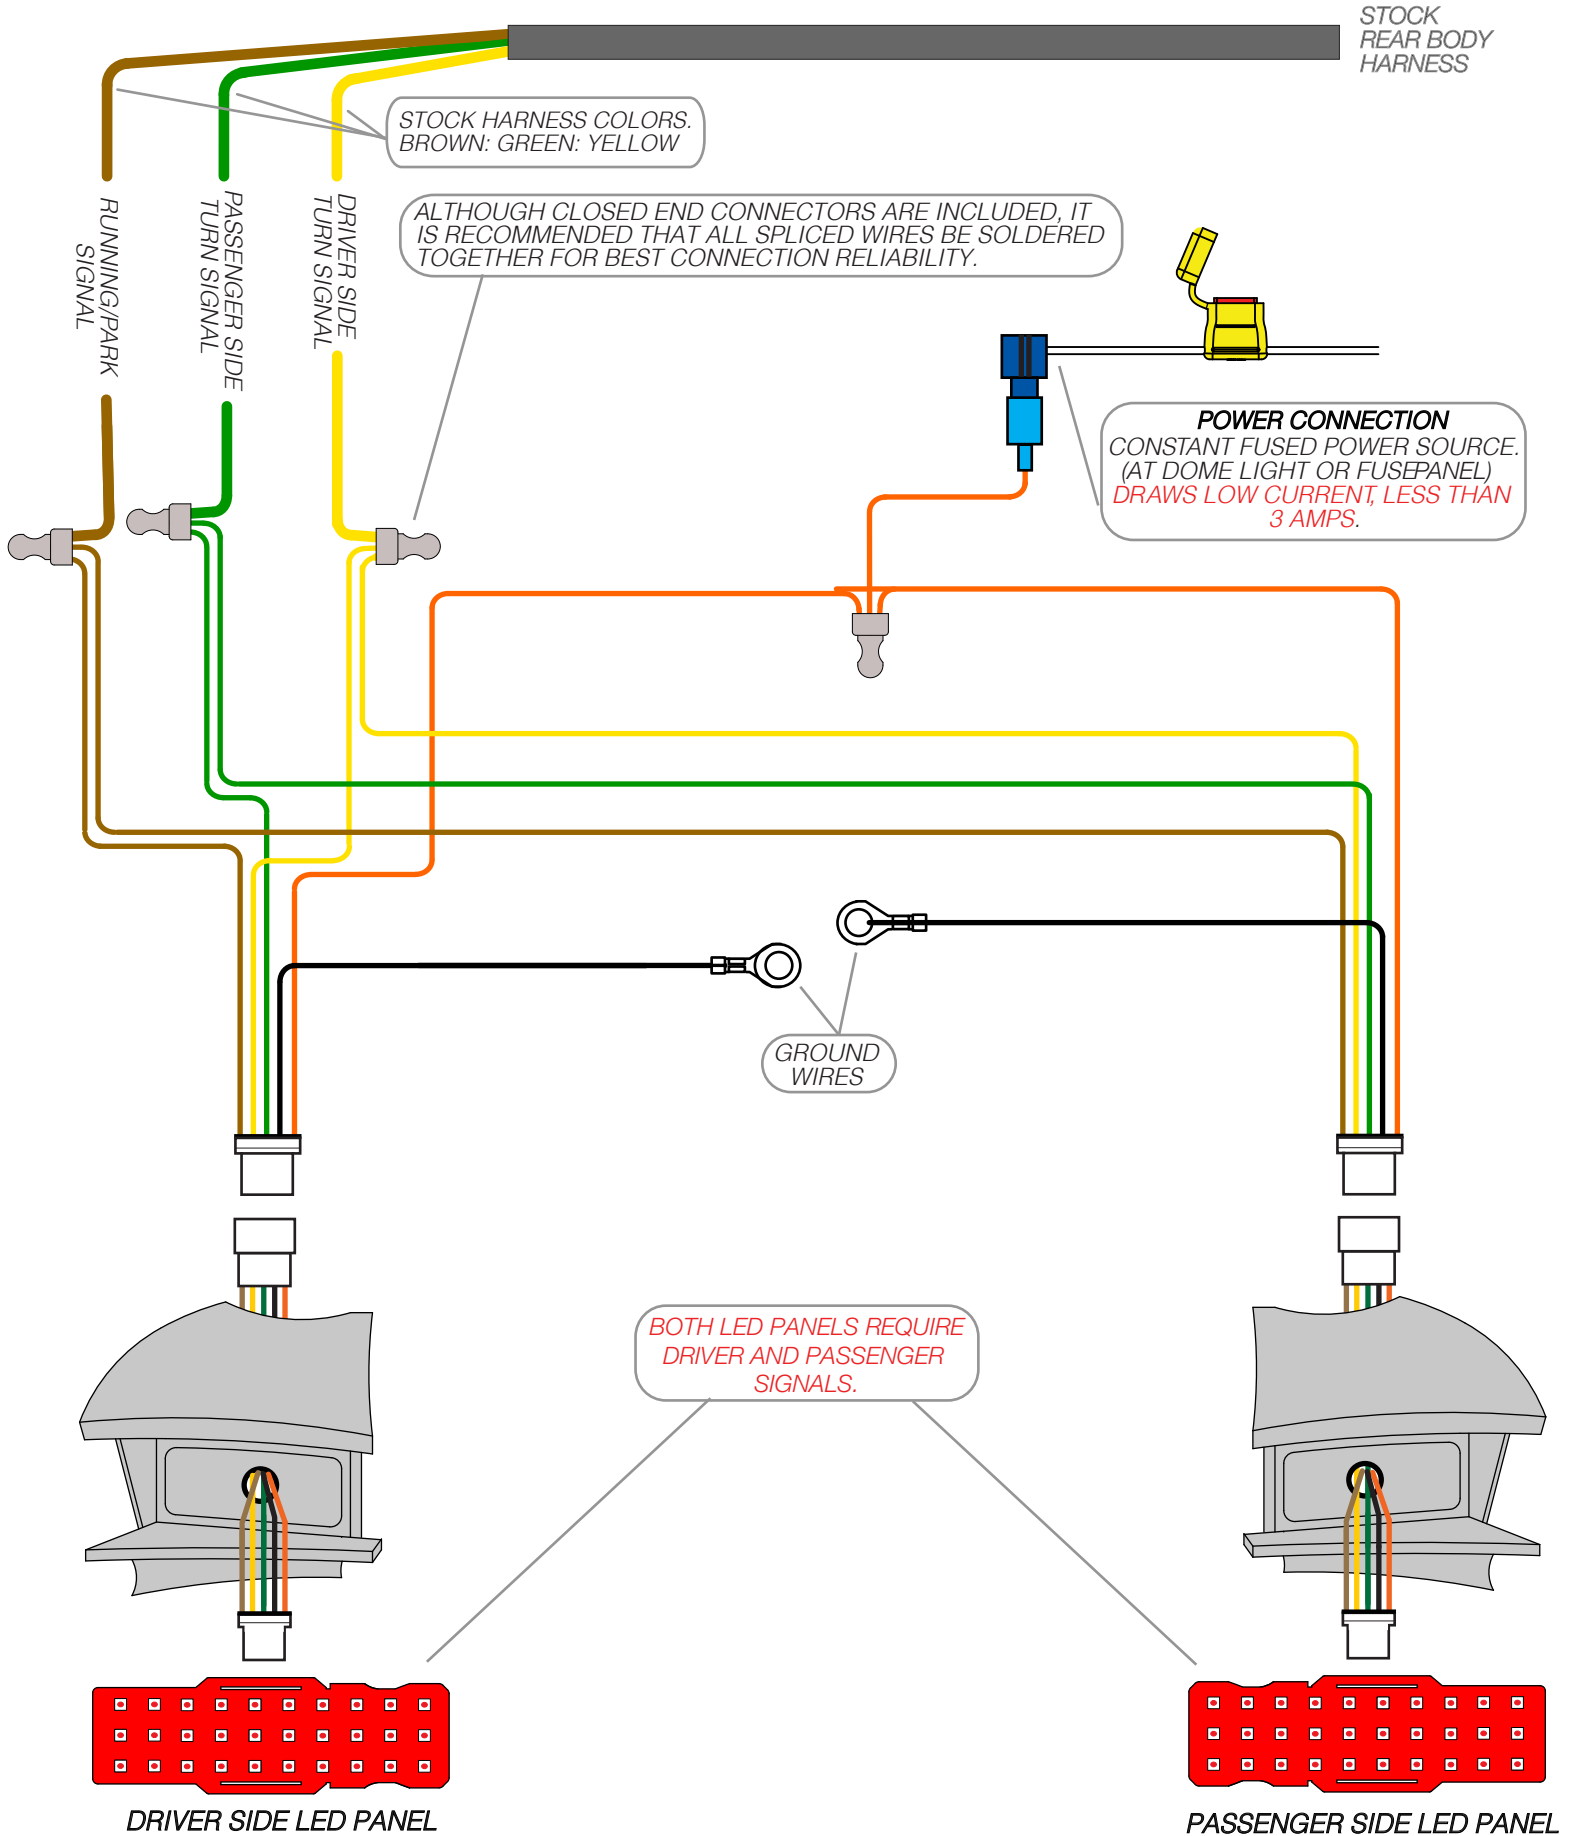 STOCK
REAR BODY
HARNESS
STOCK HARNESS COLORS.
BROWN: GREEN: YELLOW
RUNNING/PARK
SIGNAL
PASSENGER SIDE
TURN SIGNAL
DRIVER SIDE
TURN SIGNAL
ALTHOUGH CLOSED END CONNECTORS ARE INCLUDED, IT
IS RECOMMENDED THAT ALL SPLICED WIRES BE SOLDERED
TOGETHER FOR BEST CONNECTION RELIABILITY.
POWER CONNECTION
CONSTANT FUSED POWER SOURCE.
(AT DOME LIGHT OR FUSEPANEL)
DRAWS LOW CURRENT, LESS THAN
3 AMPS.
GROUND
WIRES
BOTH LED PANELS REQUIRE
DRIVER AND PASSENGER
SIGNALS.
DRIVER SIDE LED PANEL
PASSENGER SIDE LED PANEL